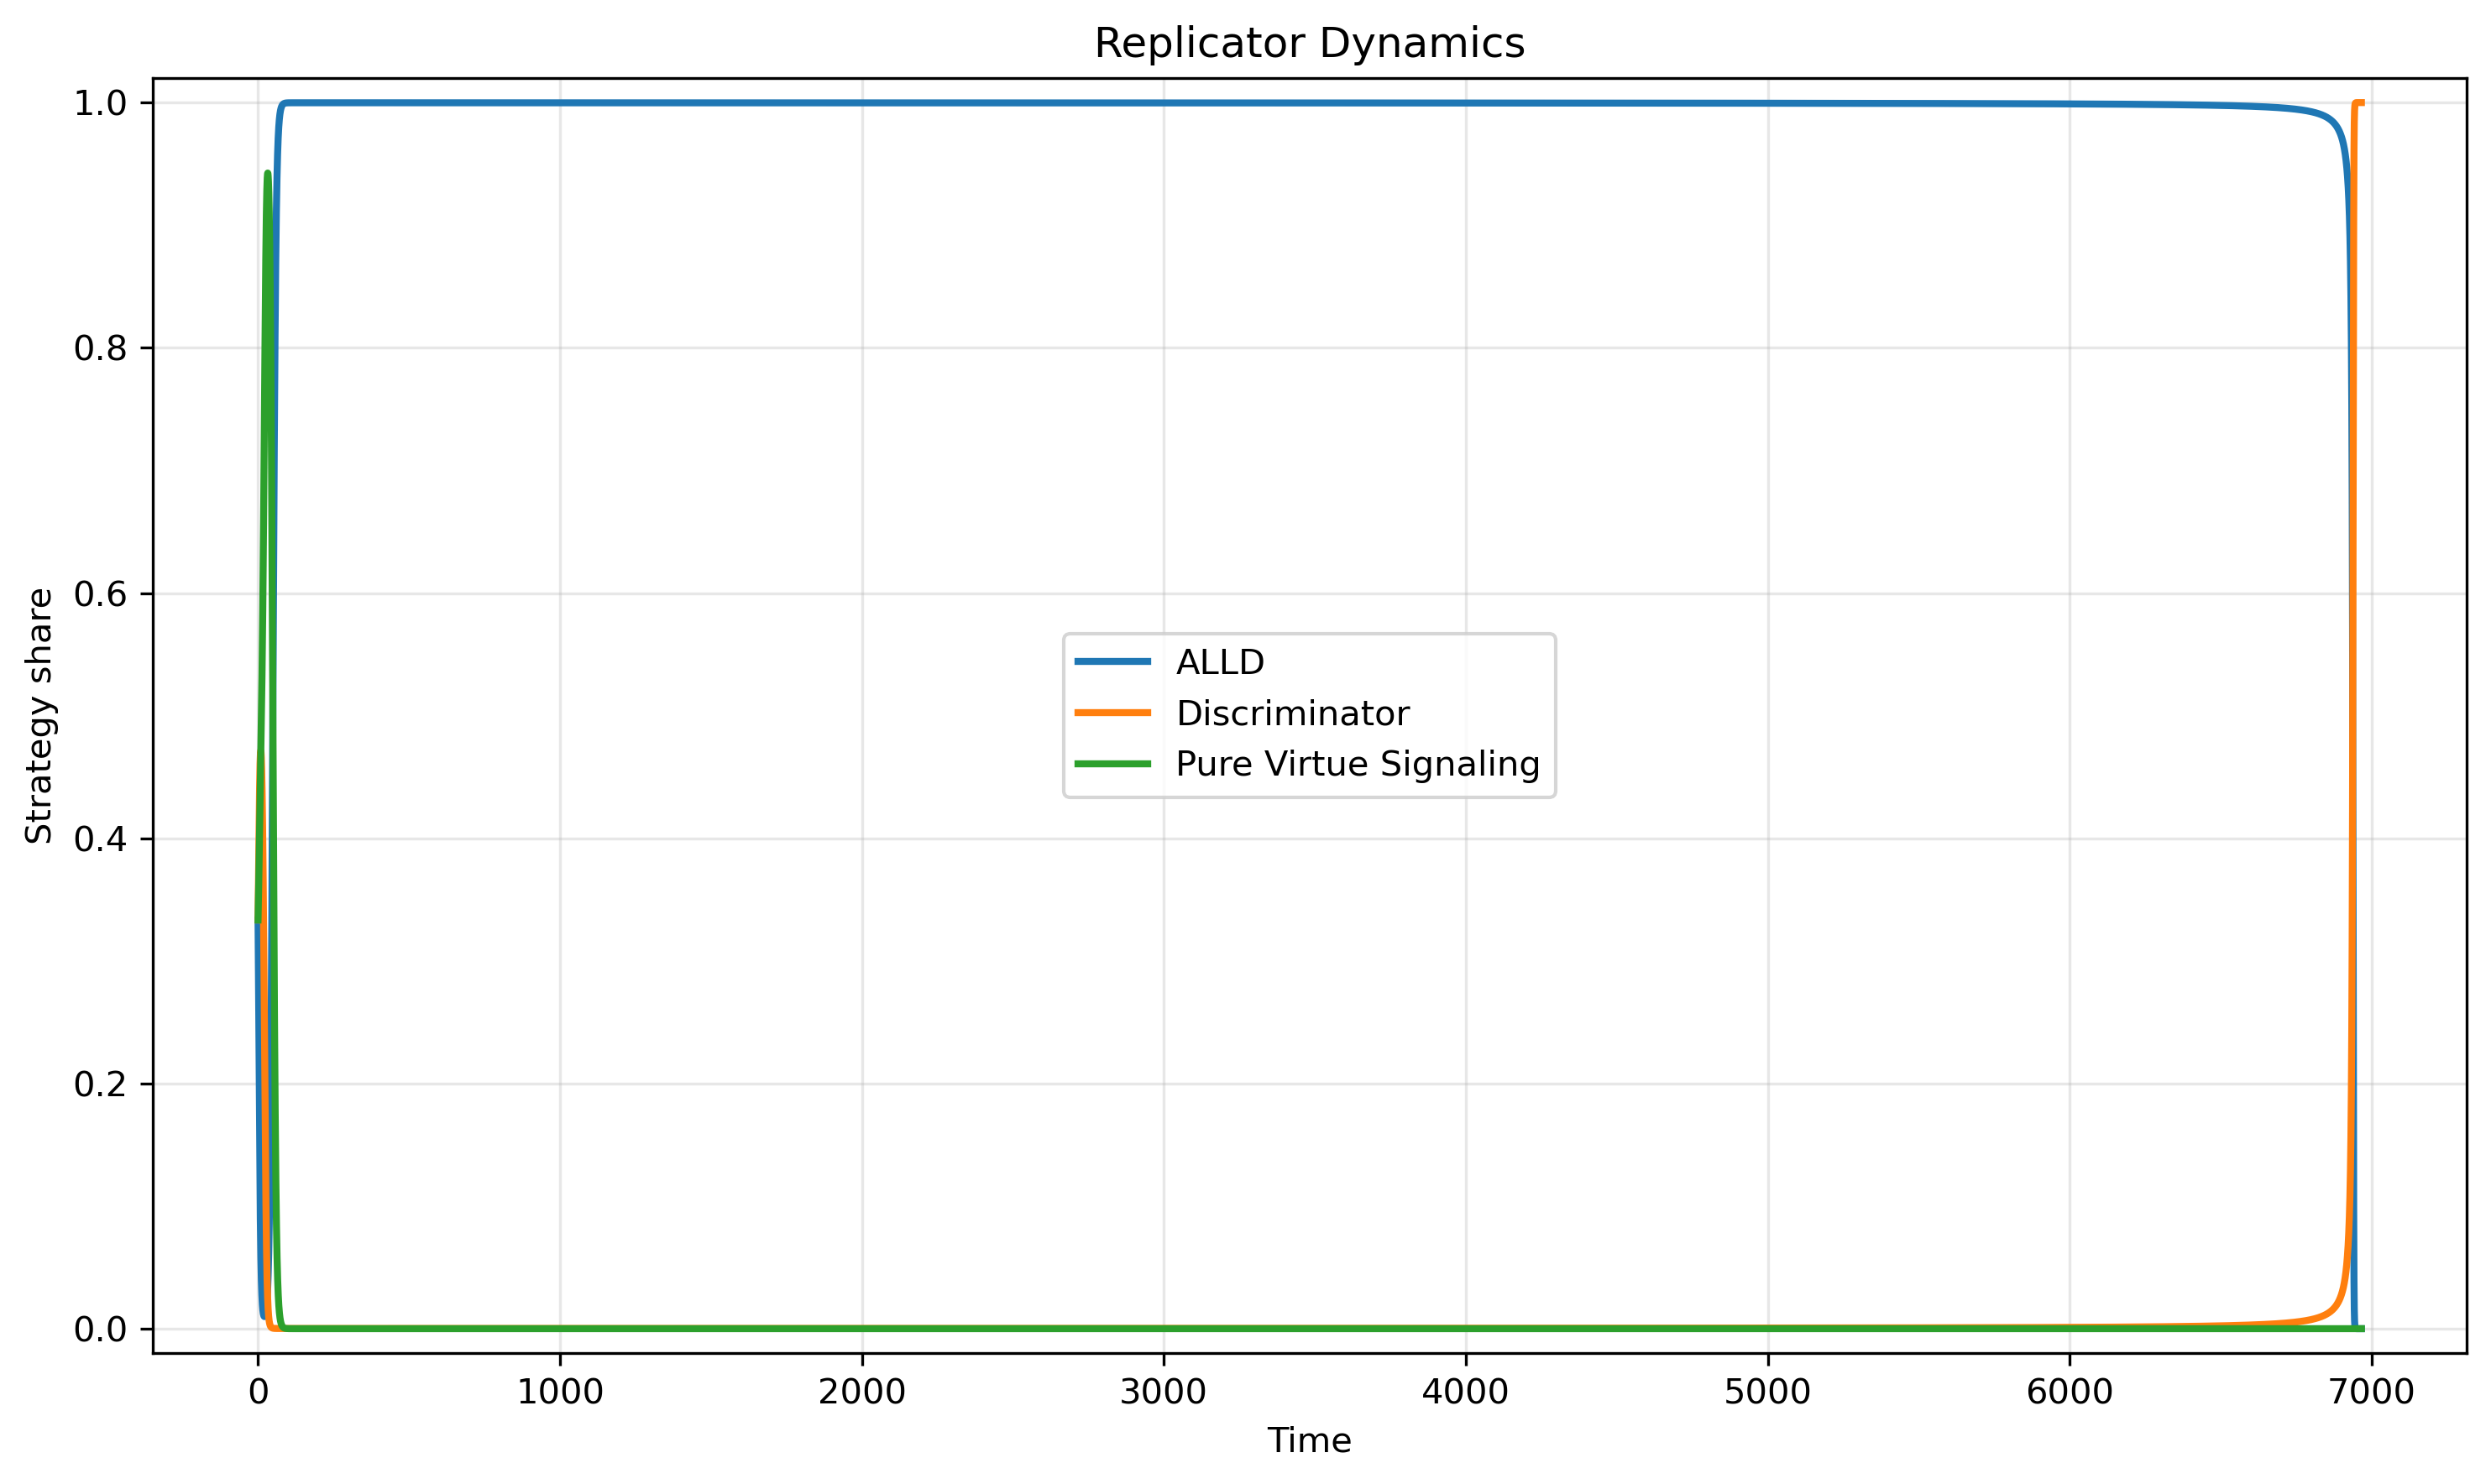 Replicator Dynamics
Strategy share
1.0
0.8
0.6
0.4
0.2
0.0
ALLD
Discriminator
Pure Virtue Signaling
0 1000 2000 3000 4000 5000 6000 7000
Time